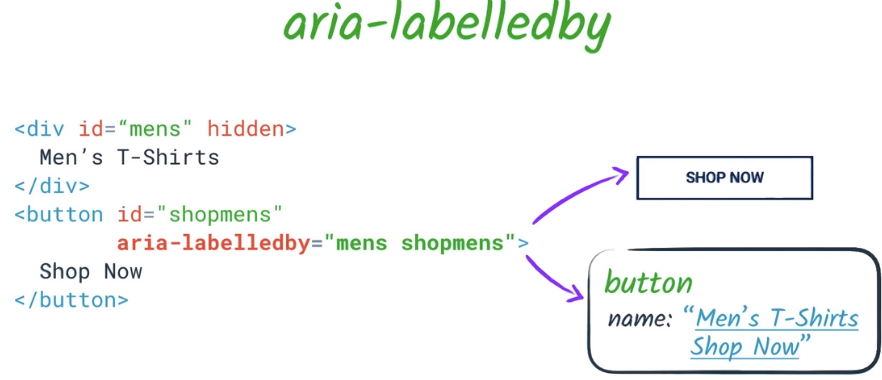 aria-labelledby
<div id=“mens" hidden>
Men’s T-Shirts
</div>
<button id="shopmens"
aria-labelledby="mens shopmens">
Shop Now
</button>
SHOP NOW
button
name: “Men’s T-Shirts
Shop Now”